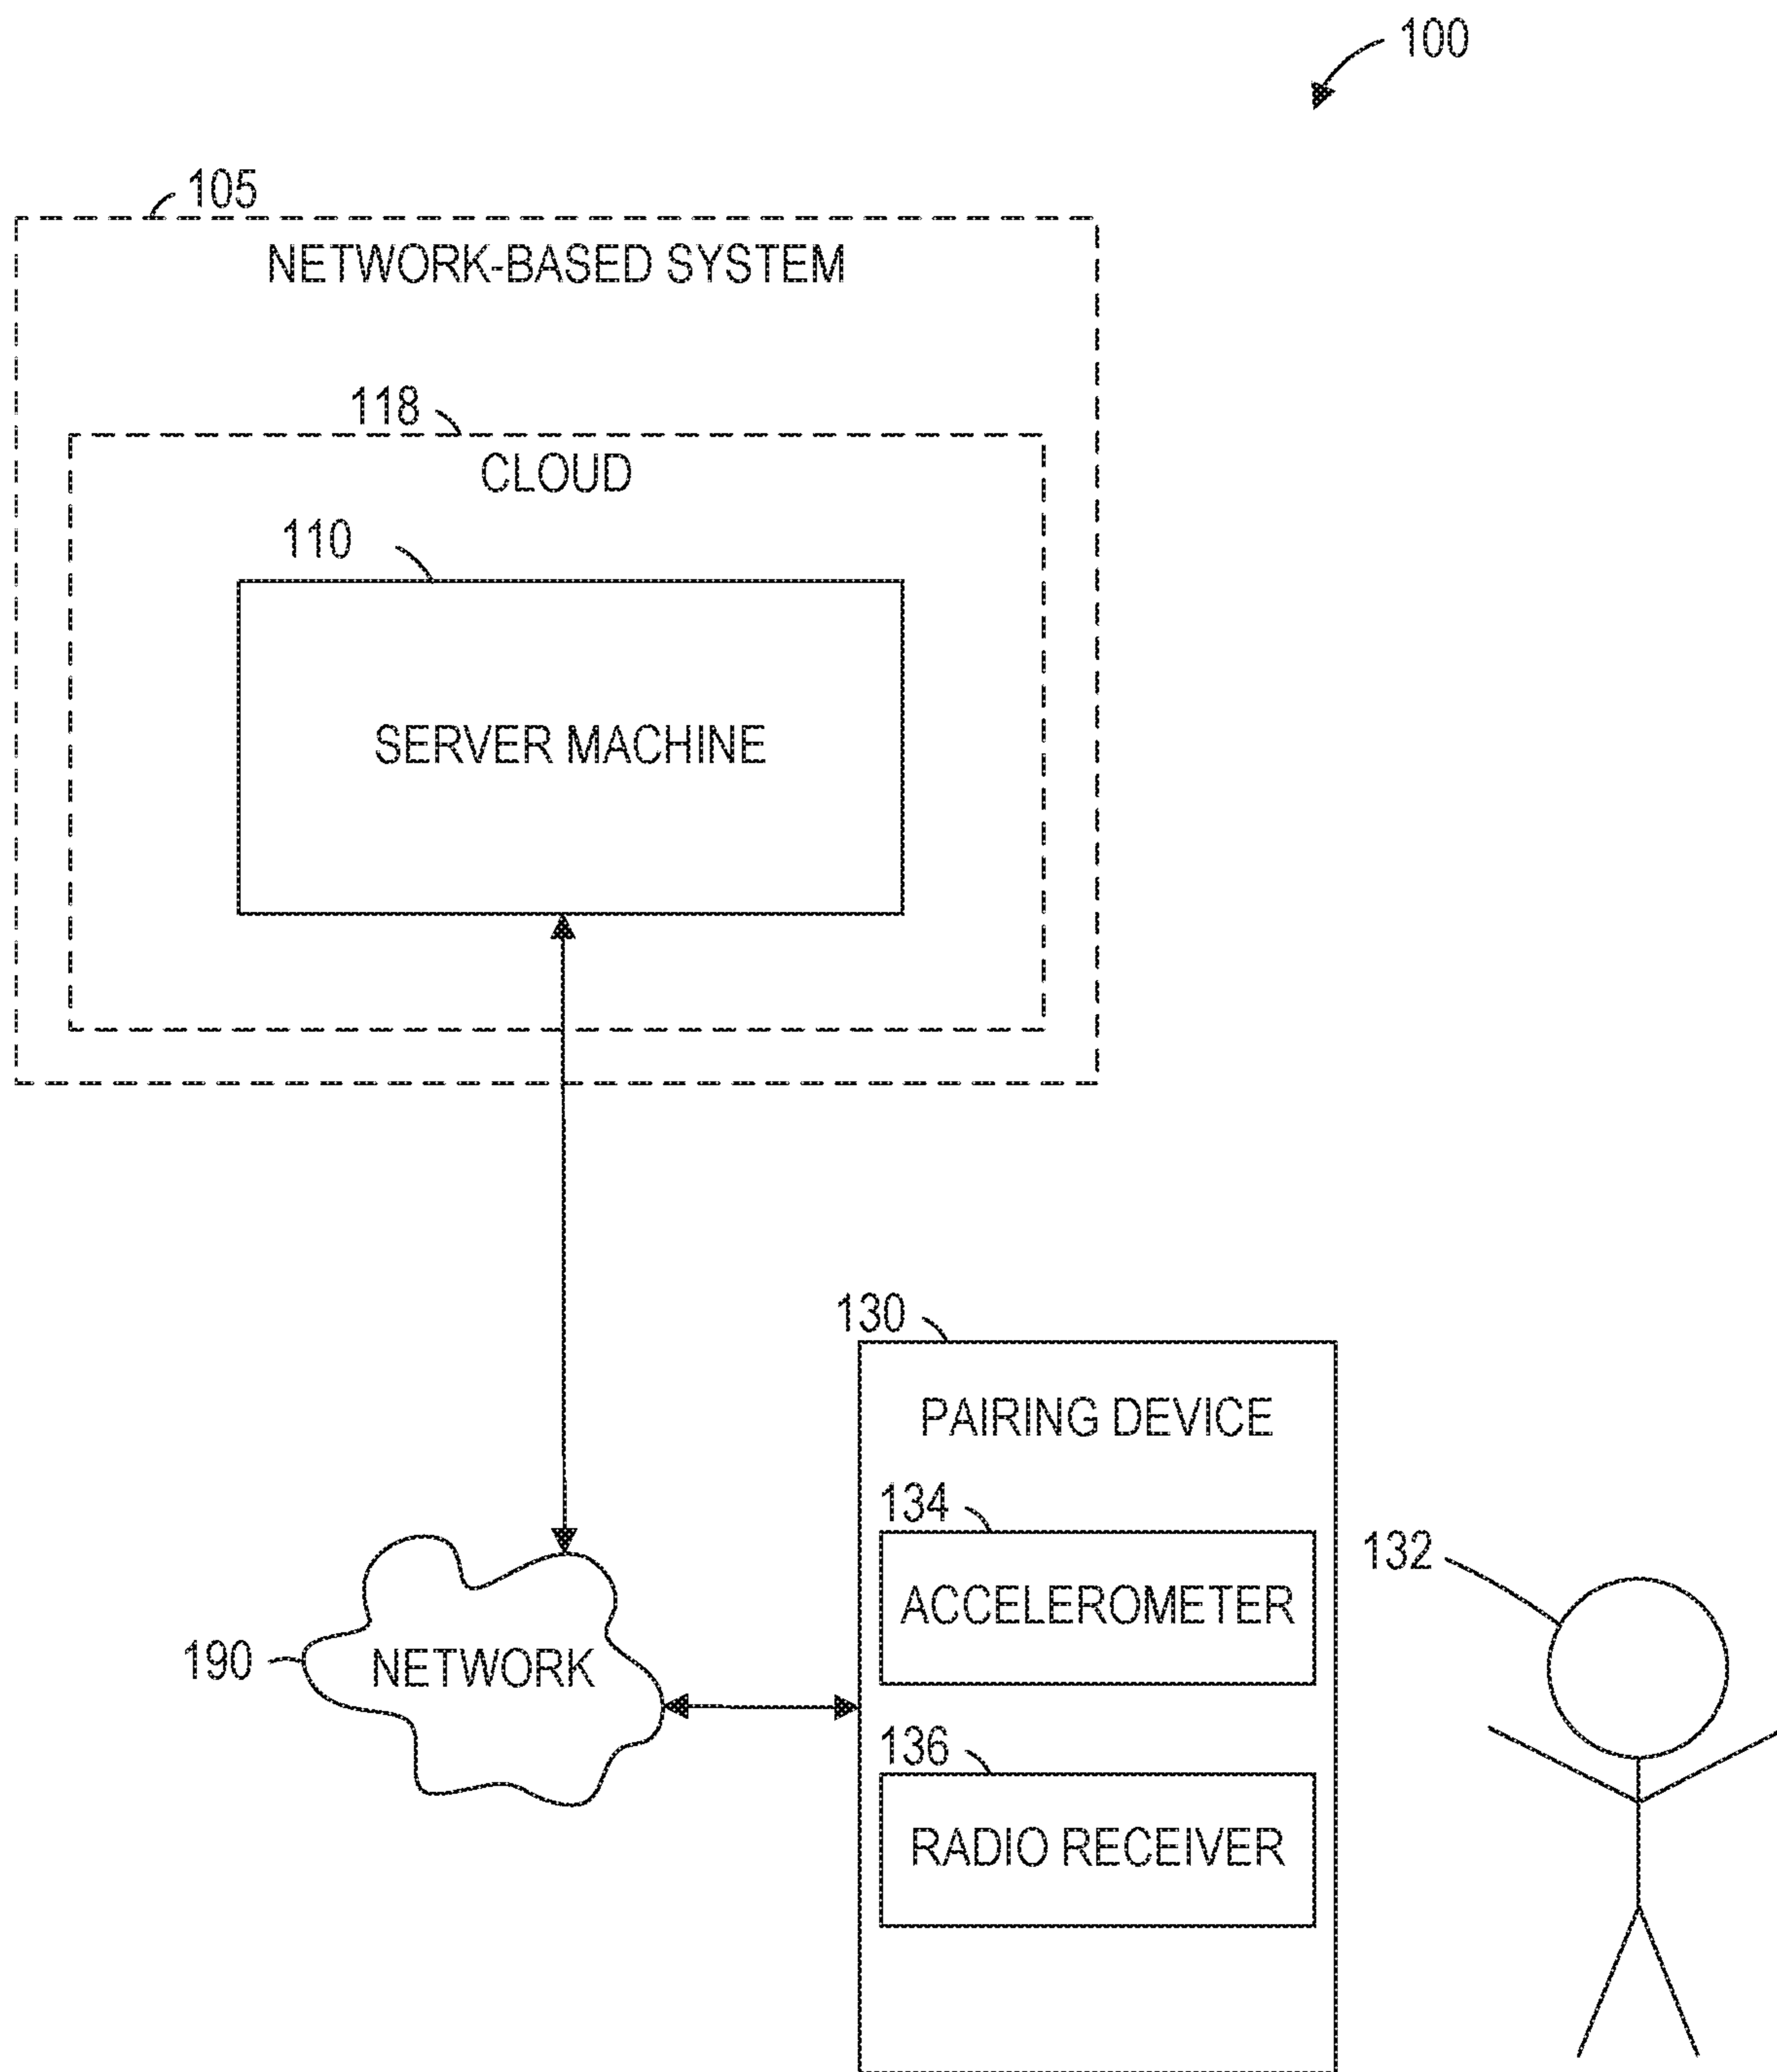 100
105
NETWORK-BASED SYSTEM
118
CLOUD
110
SERVER MACHINE
130
PAIRING DEVICE
134
ACCELEROMETER
132
190
NETWORK
136
RADIO RECEIVER